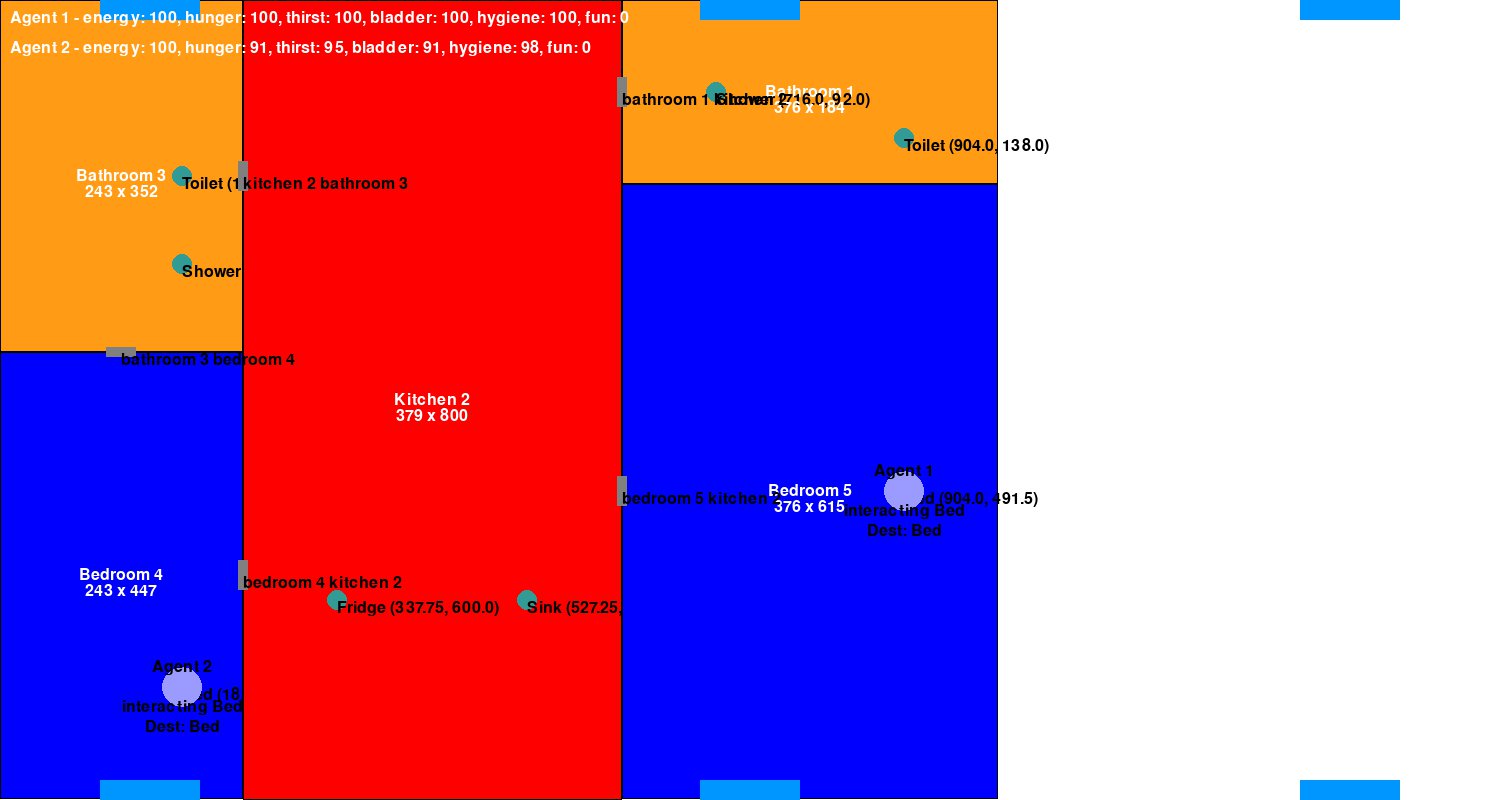 Agent 1 - energy: 100, hunger: 100, thirst: 100, bladder: 100, hygiene: 100, fun: 0
Agent 2 - energy: 100, hunger: 91, thirst: 95, bladder: 91, hygiene: 98, fun: 0
Bathroom 1
376 x 184
bathroom 1 kitchen 2
Shower (716.0, 92.0)
Toilet (904.0, 138.0)
Bathroom 3
243 x 352
Toilet (1
kitchen 2 bathroom 3
Shower
bathroom 3 bedroom 4
Kitchen 2
379 x 800
Agent 1
Bedroom 5
376 x 615
bedroom 5 kitchen 2
d (904.0, 491.5)
interacting Bed
Dest: Bed
Bedroom 4
243 x 447
bedroom 4 kitchen 2
Fridge (337.75, 600.0)
Sink (527.25,
Agent 2
d (18
interacting Bed
Dest: Bed